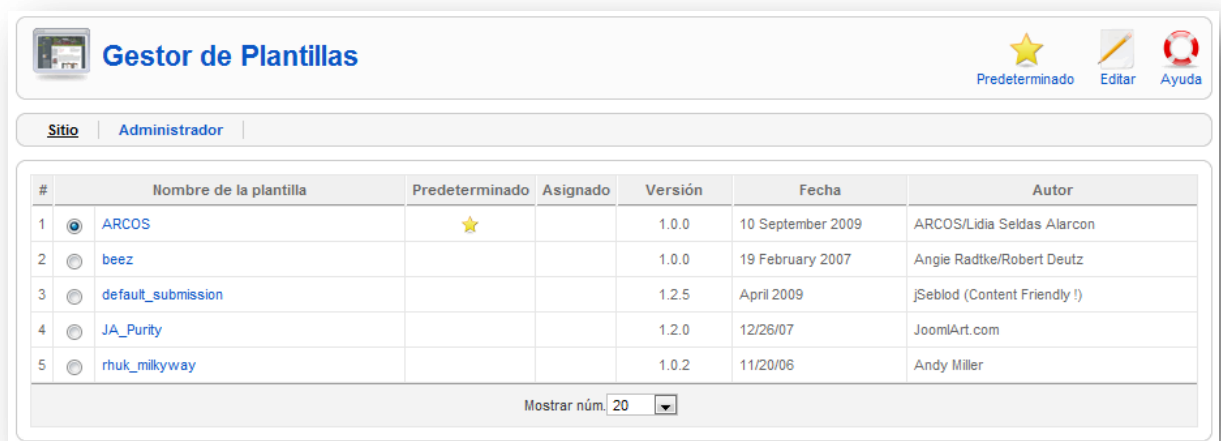 Gestor de Plantillas
Predeterminado Editar Ayuda
Sitio Administrador
# Nombre de la plantilla Predeterminado Asignado Versión Fecha Autor
1 ARCOS 1.0.0 10 September 2009 ARCOS/Lidia Seldas Alarcon
2 beez 1.0.0 19 February 2007 Angie Radtke/Robert Deutz
3 default_submission 1.2.5 April 2009 jSeblod (Content Friendly !)
4 JA_Purity 1.2.0 12/26/07 JoomlArt.com
5 rhuk_milkyway 1.0.2 11/20/06 Andy Miller
Mostrar núm. 20